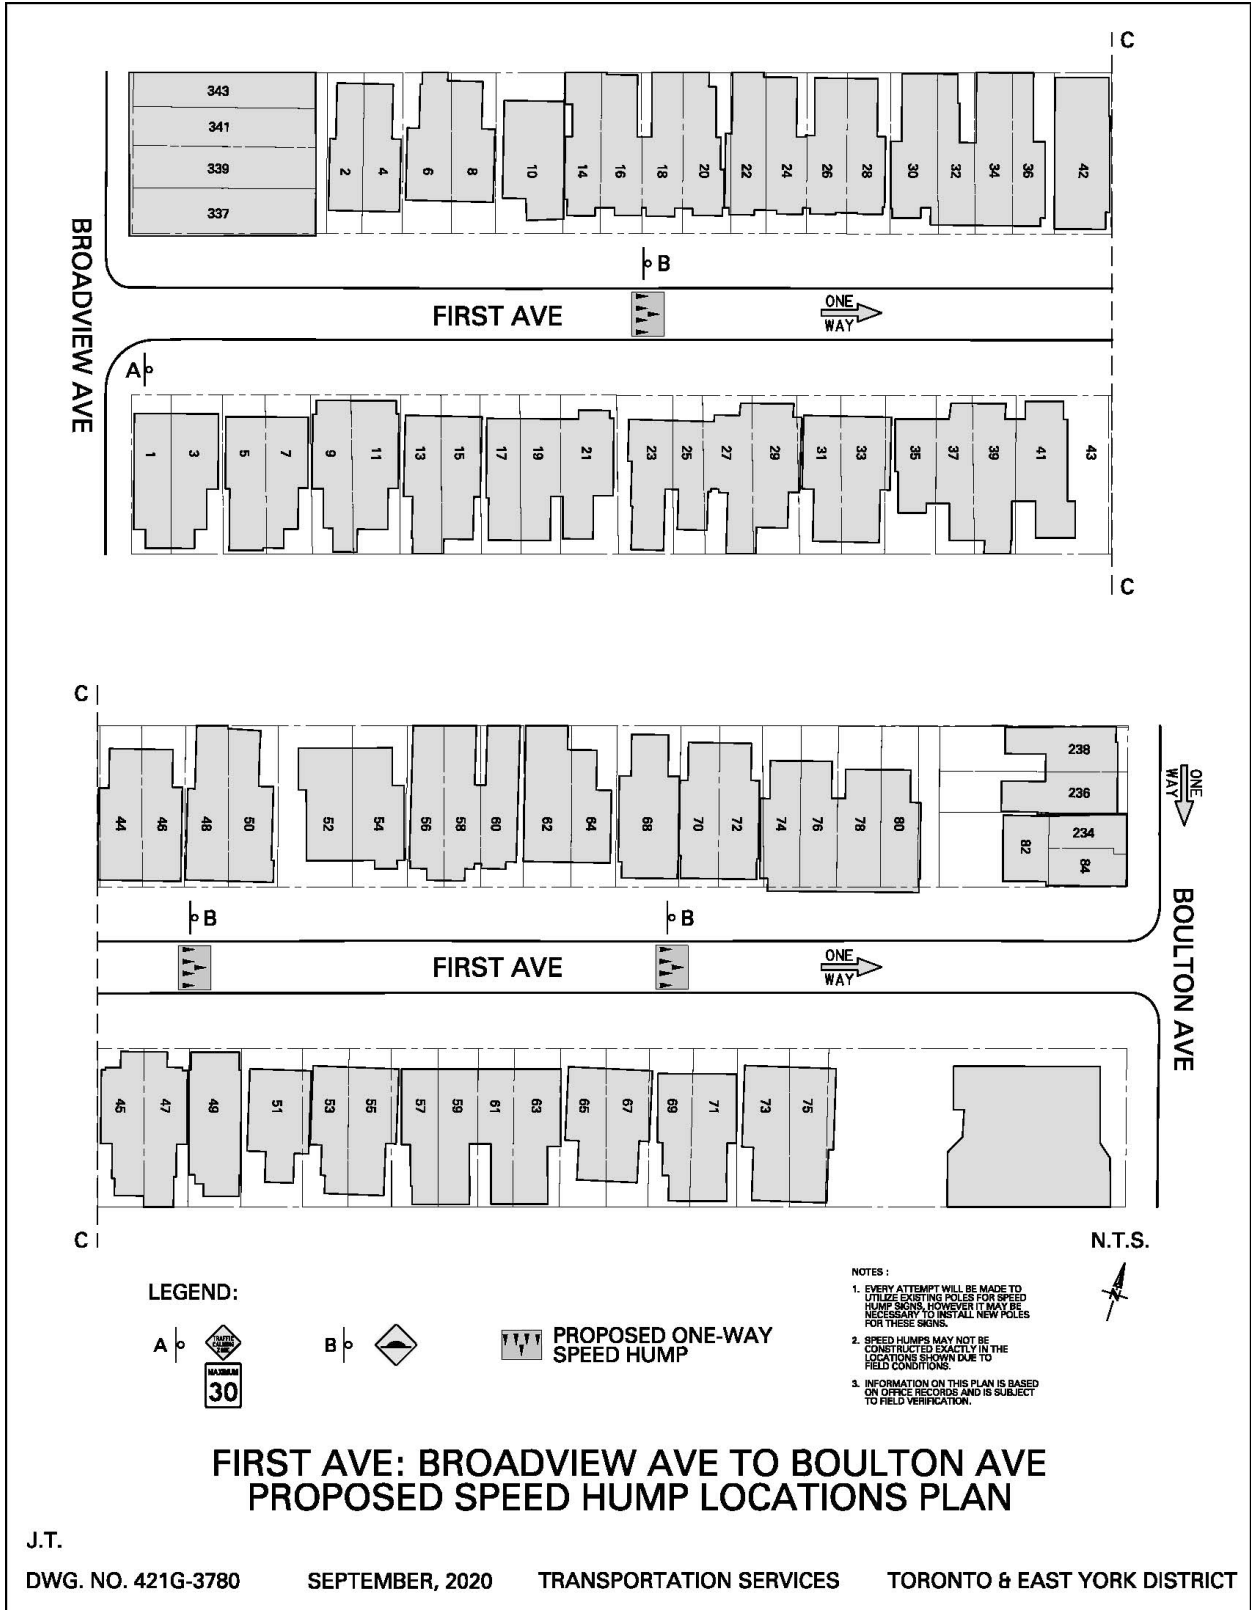 C
343
341
339
337
2
4
6
8
10
14
16
18
20
22
24
26
28
30
32
34
36
42
BROADVIEW AVE
B
FIRST AVE
ONE
WAY
A
1
3
5
7
9
11
13
15
17
19
21
23
25
27
29
31
33
35
37
39
41
43
C
C
44
46
48
50
52
54
56
58
60
62
64
68
70
72
74
76
78
80
82
238
236
234
84
ONE
WAY
B
B
FIRST AVE
ONE
WAY
BOULTON AVE
45
47
49
51
53
55
57
59
61
63
65
67
69
71
73
75
C
N.T.S.
N
LEGEND:
A
TRAFFIC
CALMING
ZONE
MAXIMUM
30
B
PROPOSED ONE-WAY
SPEED HUMP
NOTES :
1. EVERY ATTEMPT WILL BE MADE TO
UTILIZE EXISTING POLES FOR SPEED
HUMP SIGNS, HOWEVER IT MAY BE
NECESSARY TO INSTALL NEW POLES
FOR THESE SIGNS.
2. SPEED HUMPS MAY NOT BE
CONSTRUCTED EXACTLY IN THE
LOCATIONS SHOWN DUE TO
FIELD CONDITIONS.
3. INFORMATION ON THIS PLAN IS BASED
ON OFFICE RECORDS AND IS SUBJECT
TO FIELD VERIFICATION.
FIRST AVE: BROADVIEW AVE TO BOULTON AVE
PROPOSED SPEED HUMP LOCATIONS PLAN
J.T.
DWG. NO. 421G-3780 SEPTEMBER, 2020 TRANSPORTATION SERVICES TORONTO & EAST YORK DISTRICT